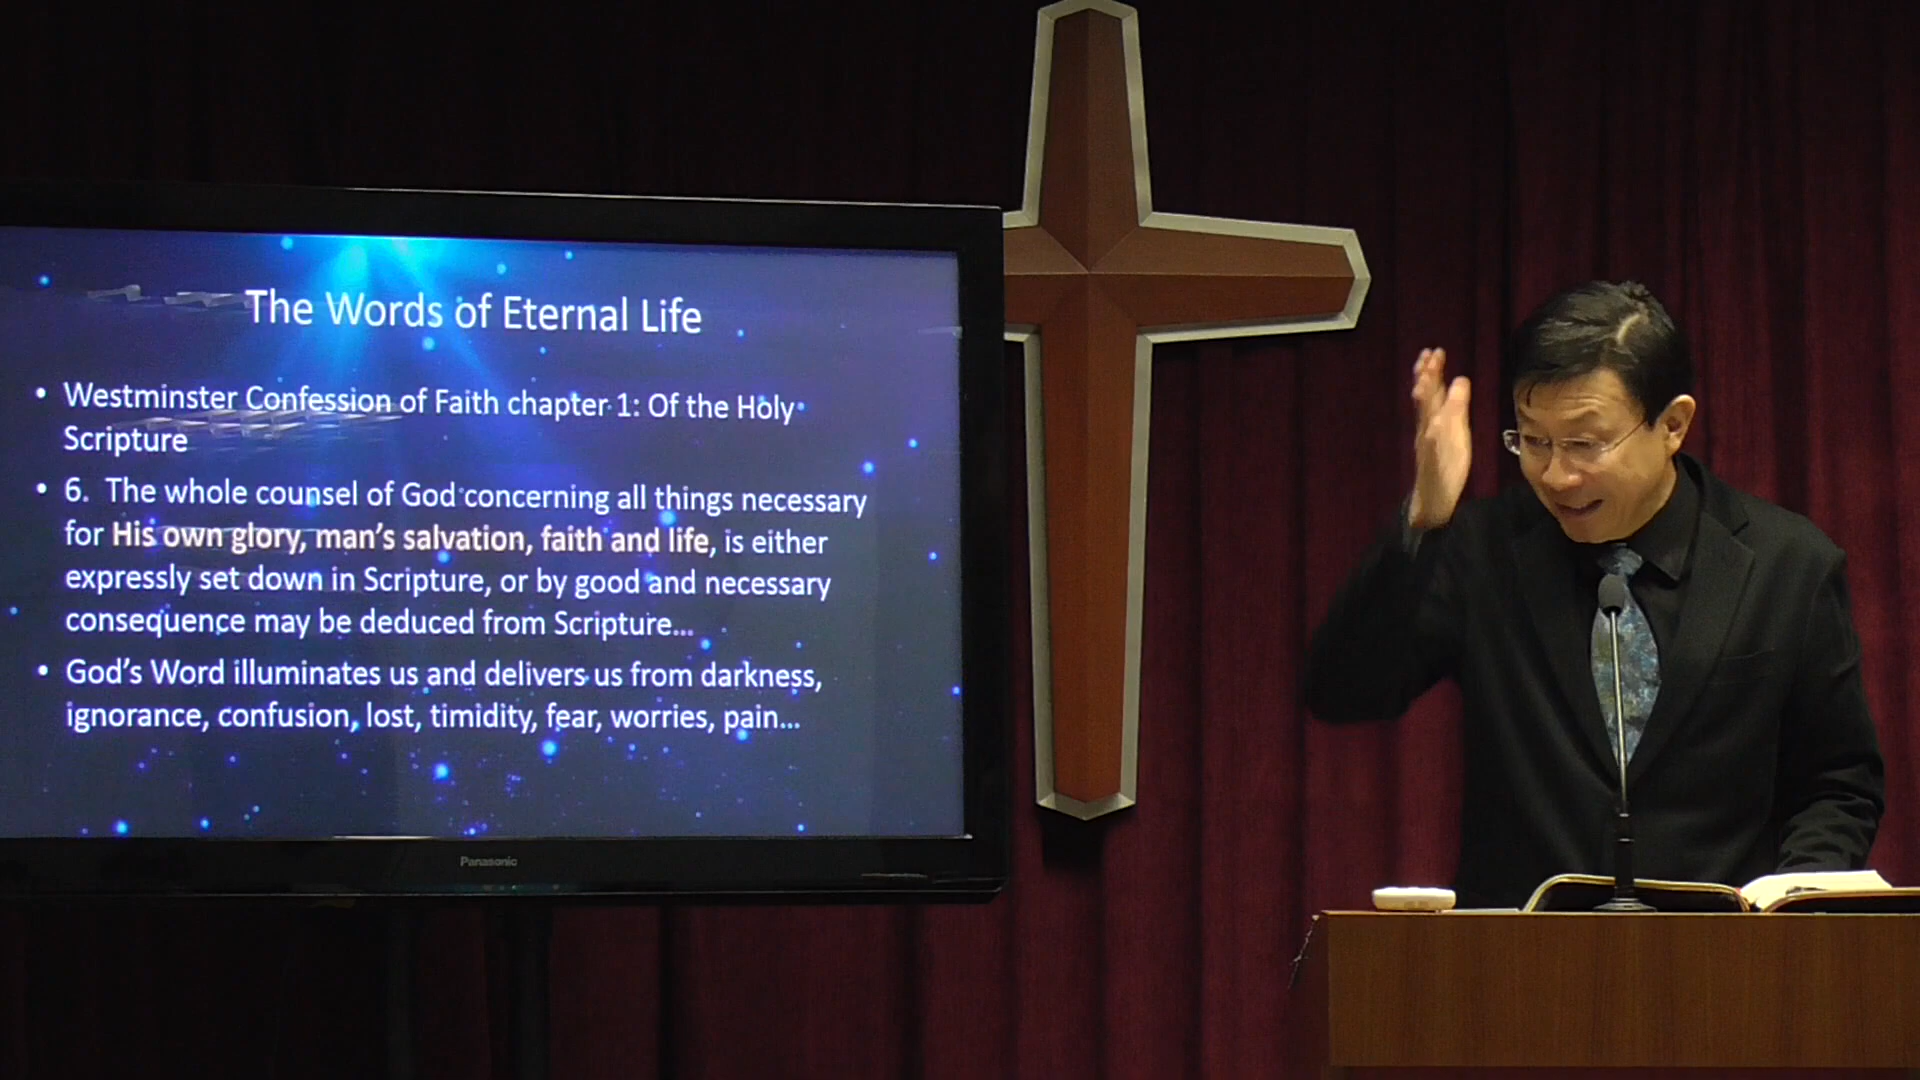 The Words of Eternal Life
• Westminster Confession of Faith chapter 1: Of the Holy
Scripture
• 6.  The whole counsel of God concerning all things necessary
for His own glory, man's salvation, faith and life, is either
expressly set down in Scripture, or by good and necessary
consequence may be deduced from Scripture...
• God's Word illuminates us and delivers us from darkness,
ignorance, confusion, lost, timidity, fear, worries, pain...
Panasonic